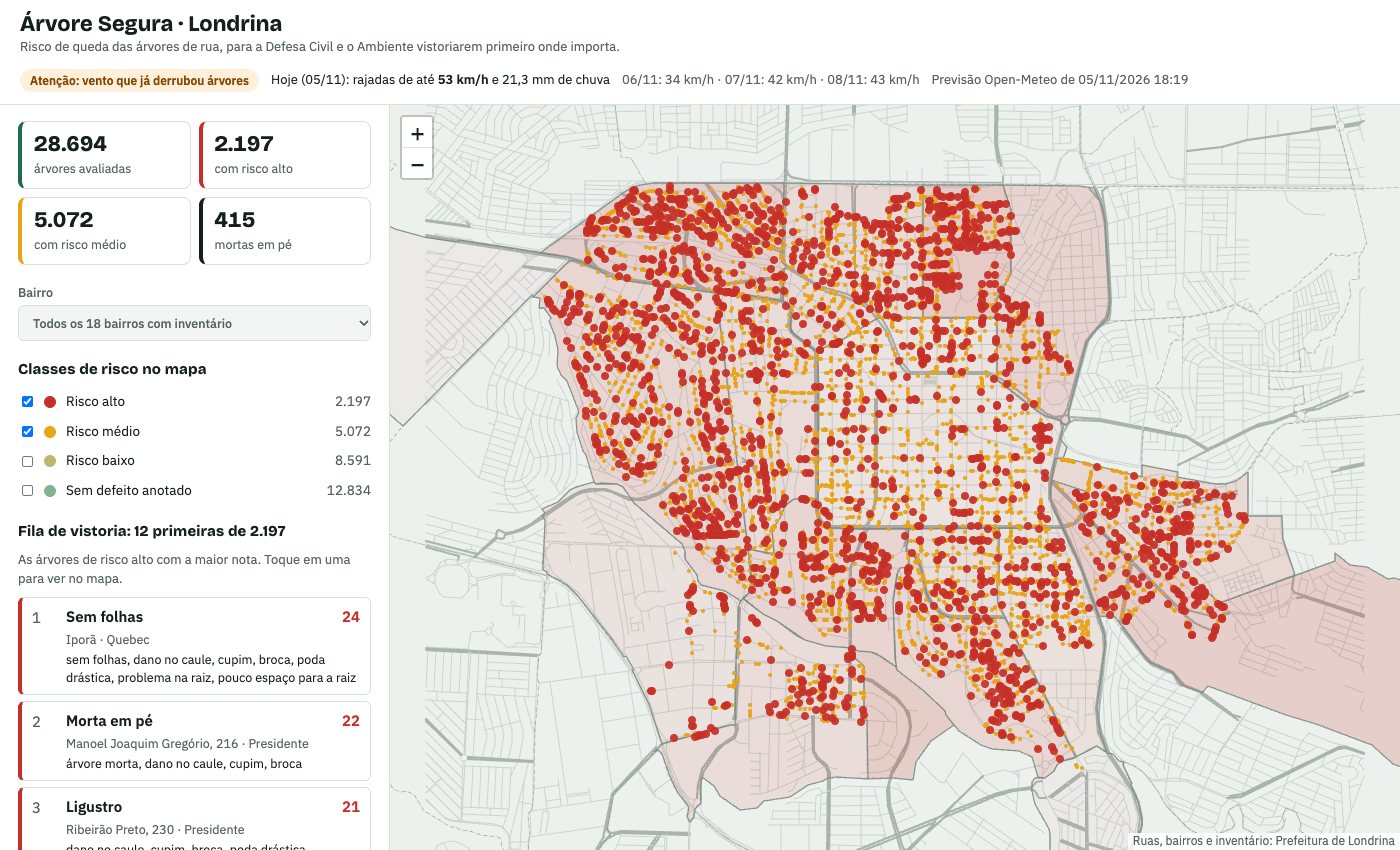 Árvore Segura · Londrina
Risco de queda das árvores de rua, para a Defesa Civil e o Ambiente vistoriarem primeiro onde importa.
Atenção: vento que já derrubou árvores Hoje (05/11): rajadas de até 53 km/h e 21,3 mm de chuva 06/11: 34 km/h · 07/11: 42 km/h · 08/11: 43 km/h Previsão Open-Meteo de 05/11/2026 18:19
28.694
árvores avaliadas
2.197
com risco alto
5.072
com risco médio
415
mortas em pé
Bairro
Todos os 18 bairros com inventário
Classes de risco no mapa
Risco alto 2.197
Risco médio 5.072
Risco baixo 8.591
Sem defeito anotado 12.834
Fila de vistoria: 12 primeiras de 2.197
As árvores de risco alto com a maior nota. Toque em uma
para ver no mapa.
1 Sem folhas 24
Iporã · Quebec
sem folhas, dano no caule, cupim, broca, poda
drástica, problema na raiz, pouco espaço para a raiz
2 Morta em pé 22
Manoel Joaquim Gregório, 216 · Presidente
árvore morta, dano no caule, cupim, broca
3 Ligustro 21
Ribeirão Preto, 230 · Presidente
dano no caule, cupim, broca, poda drástica
+
−
Ruas, bairros e inventário: Prefeitura de Londrina